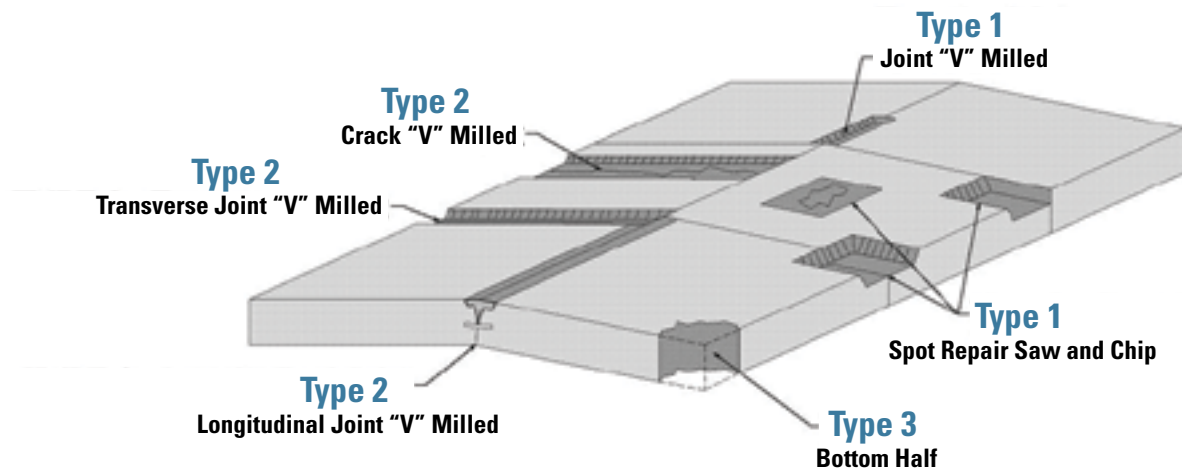 Type 1
Joint “V” Milled
Type 2
Crack “V” Milled
Type 2
Transverse Joint “V” Milled
Type 1
Spot Repair Saw and Chip
Type 2
Longitudinal Joint “V” Milled
Type 3
Bottom Half